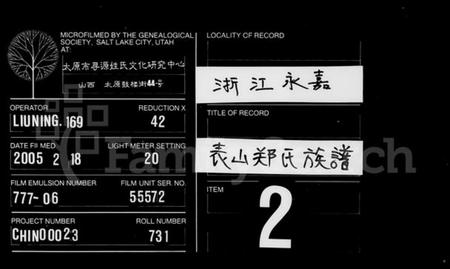 MICROFILMED BY THE GENEALOGICAL
SOCIETY, SALT LAKE CITY, UTAH
AT:
太原市寻源姓氏文化研究中心
山西 太原鼓楼街44号
OPERATOR
REDUCTION X
LIUNING. 169
42
DATE FILMED
LIGHT METER SETTING
2005 2 18
20
FILM EMULSION NUMBER
FILM UNIT SER. NO.
777-06
55572
PROJECT NUMBER
ROLL NUMBER
CHIN00023
731
LOCALITY OF RECORD
浙江永嘉
TITLE OF RECORD
表山郑氏族譜
ITEM
2
FamilySearch